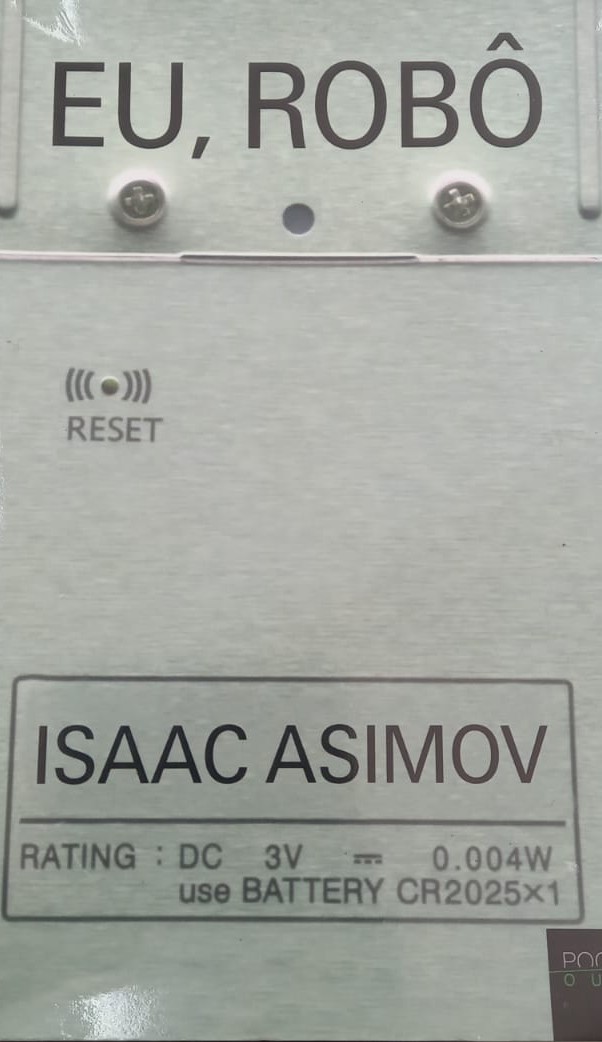 EU, ROBÔ
((( )))
RESET
ISAAC ASIMOV
RATING : DC 3V ⎓ 0.004W
use BATTERY CR2025×1